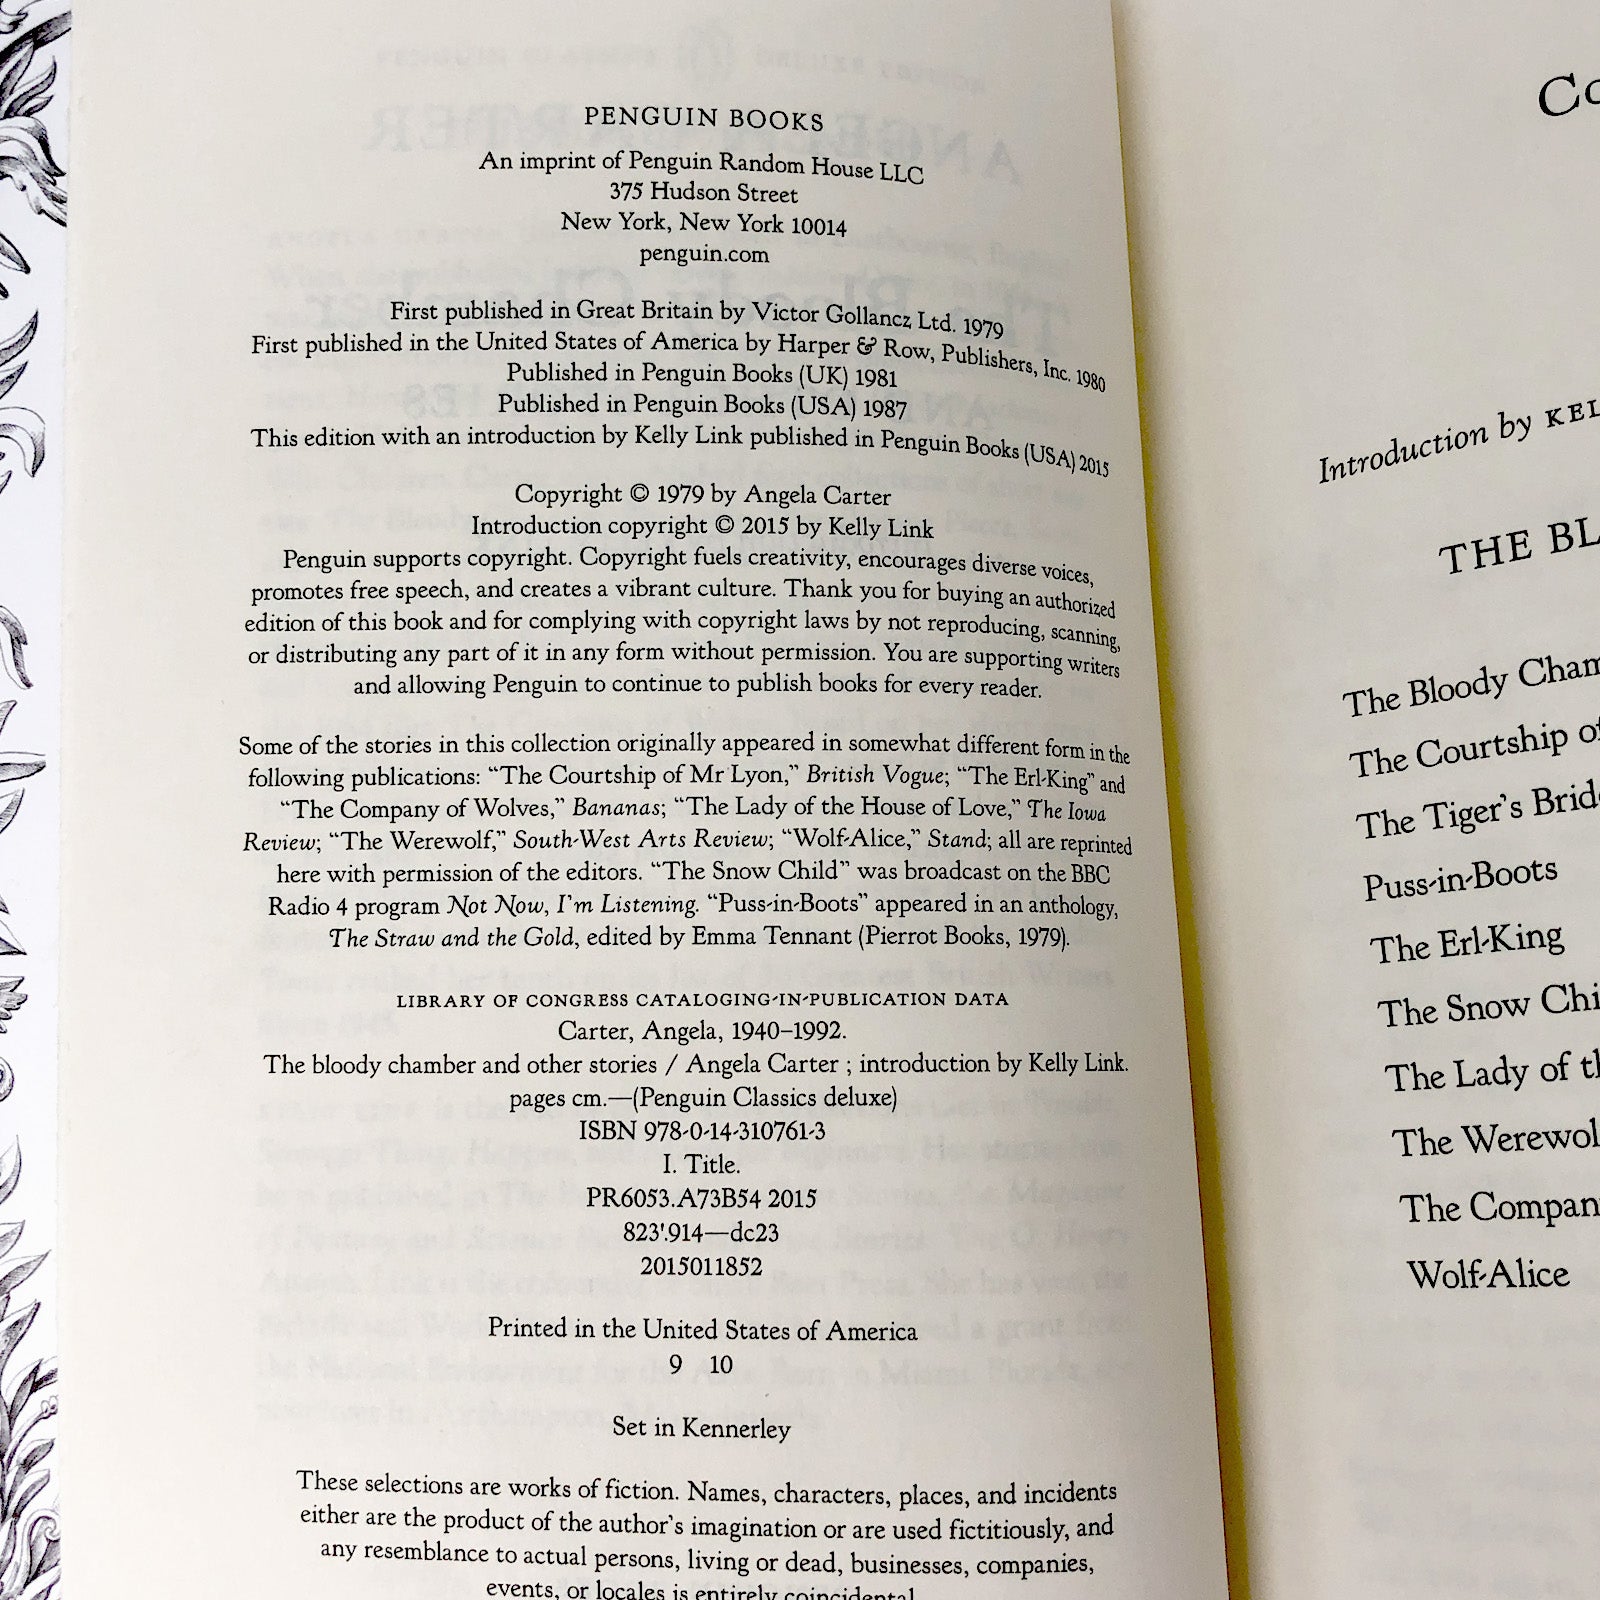 PENGUIN BOOKS
An imprint of Penguin Random House LLC
375 Hudson Street
New York, New York 10014
penguin.com
First published in Great Britain by Victor Gollancz Ltd. 1979
First published in the United States of America by Harper & Row, Publishers, Inc. 1980
Published in Penguin Books (UK) 1981
Published in Penguin Books (USA) 1987
This edition with an introduction by Kelly Link published in Penguin Books (USA) 2015
Copyright © 1979 by Angela Carter
Introduction copyright © 2015 by Kelly Link
Penguin supports copyright. Copyright fuels creativity, encourages diverse voices,
promotes free speech, and creates a vibrant culture. Thank you for buying an authorized
edition of this book and for complying with copyright laws by not reproducing, scanning,
or distributing any part of it in any form without permission. You are supporting writers
and allowing Penguin to continue to publish books for every reader.
Some of the stories in this collection originally appeared in somewhat different form in the
following publications: “The Courtship of Mr Lyon,” British Vogue; “The Erl-King” and
“The Company of Wolves,” Bananas; “The Lady of the House of Love,” The Iowa
Review; “The Werewolf,” South-West Arts Review; “Wolf-Alice,” Stand; all are reprinted
here with permission of the editors. “The Snow Child” was broadcast on the BBC
Radio 4 program Not Now, I’m Listening. “Puss-in-Boots” appeared in an anthology,
The Straw and the Gold, edited by Emma Tennant (Pierrot Books, 1979).
LIBRARY OF CONGRESS CATALOGING-IN-PUBLICATION DATA
Carter, Angela, 1940–1992.
The bloody chamber and other stories / Angela Carter ; introduction by Kelly Link.
pages cm.—(Penguin Classics deluxe)
ISBN 978-0-14-310761-3
I. Title.
PR6053.A73B54 2015
823'.914—dc23
2015011852
Printed in the United States of America
9 10
Set in Kennerley
These selections are works of fiction. Names, characters, places, and incidents
either are the product of the author’s imagination or are used fictitiously, and
any resemblance to actual persons, living or dead, businesses, companies,
events, or locales is entirely coincidental
Co
Introduction by KEL
THE BL
The Bloody Cham
The Courtship of
The Tiger’s Brid
Puss-in-Boots
The Erl-King
The Snow Chi
The Lady of th
The Werewol
The Compan
Wolf-Alice